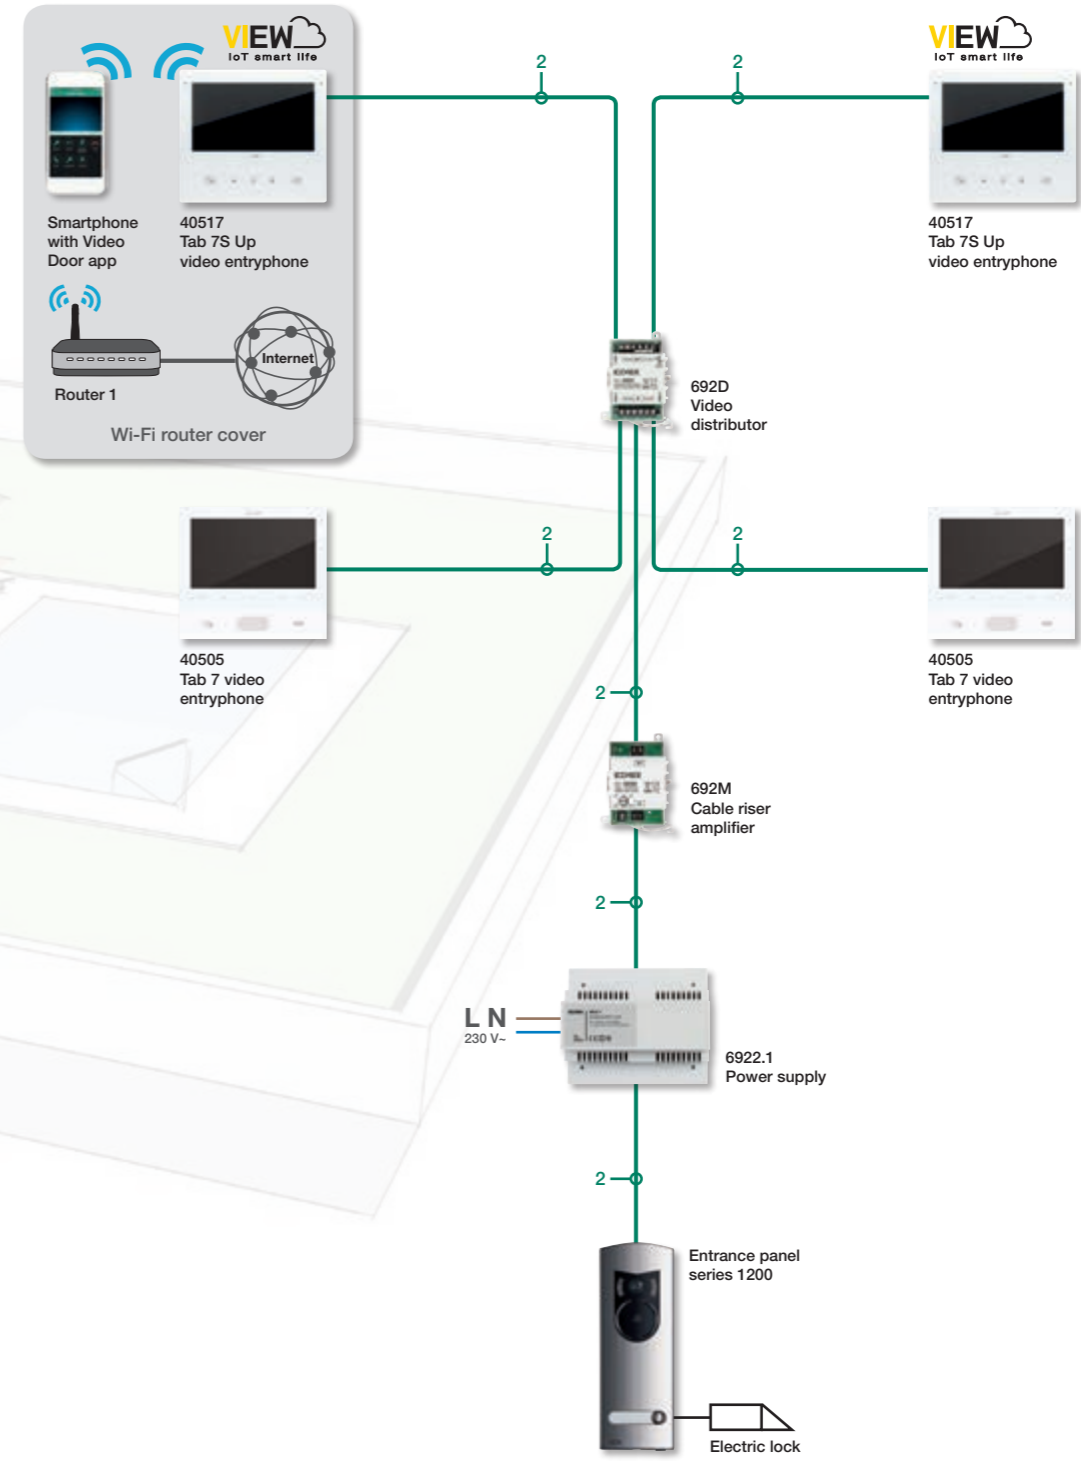 VIEW
IoT smart life
VIEW
IoT smart life
2
2
Smartphone
with Video
Door app
40517
Tab 7S Up
video entryphone
40517
Tab 7S Up
video entryphone
Internet
Router 1
Wi-Fi router cover
692D
Video
distributor
2
2
40505
Tab 7 video
entryphone
40505
Tab 7 video
entryphone
2
692M
Cable riser
amplifier
2
L N
230 V~
6922.1
Power supply
2
Entrance panel
series 1200
Electric lock